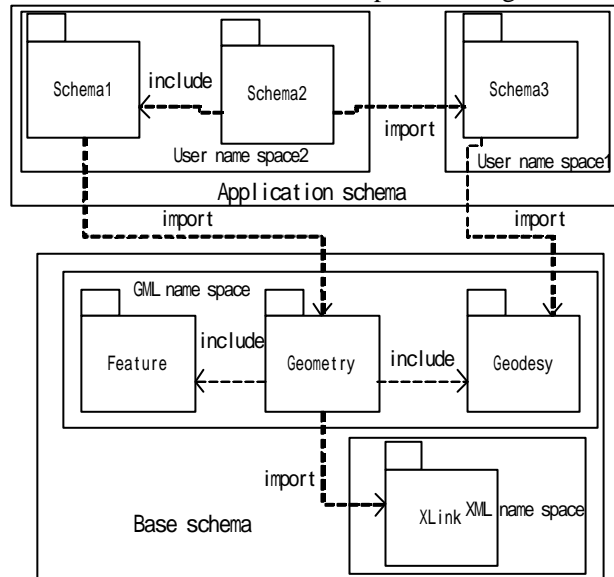 Schema1
include
Schema2
import
Schema3
User name space2
User name space1
Application schema
import
import
GML name space
Feature
include
Geometry
include
Geodesy
import
XLink
XML name space
Base schema